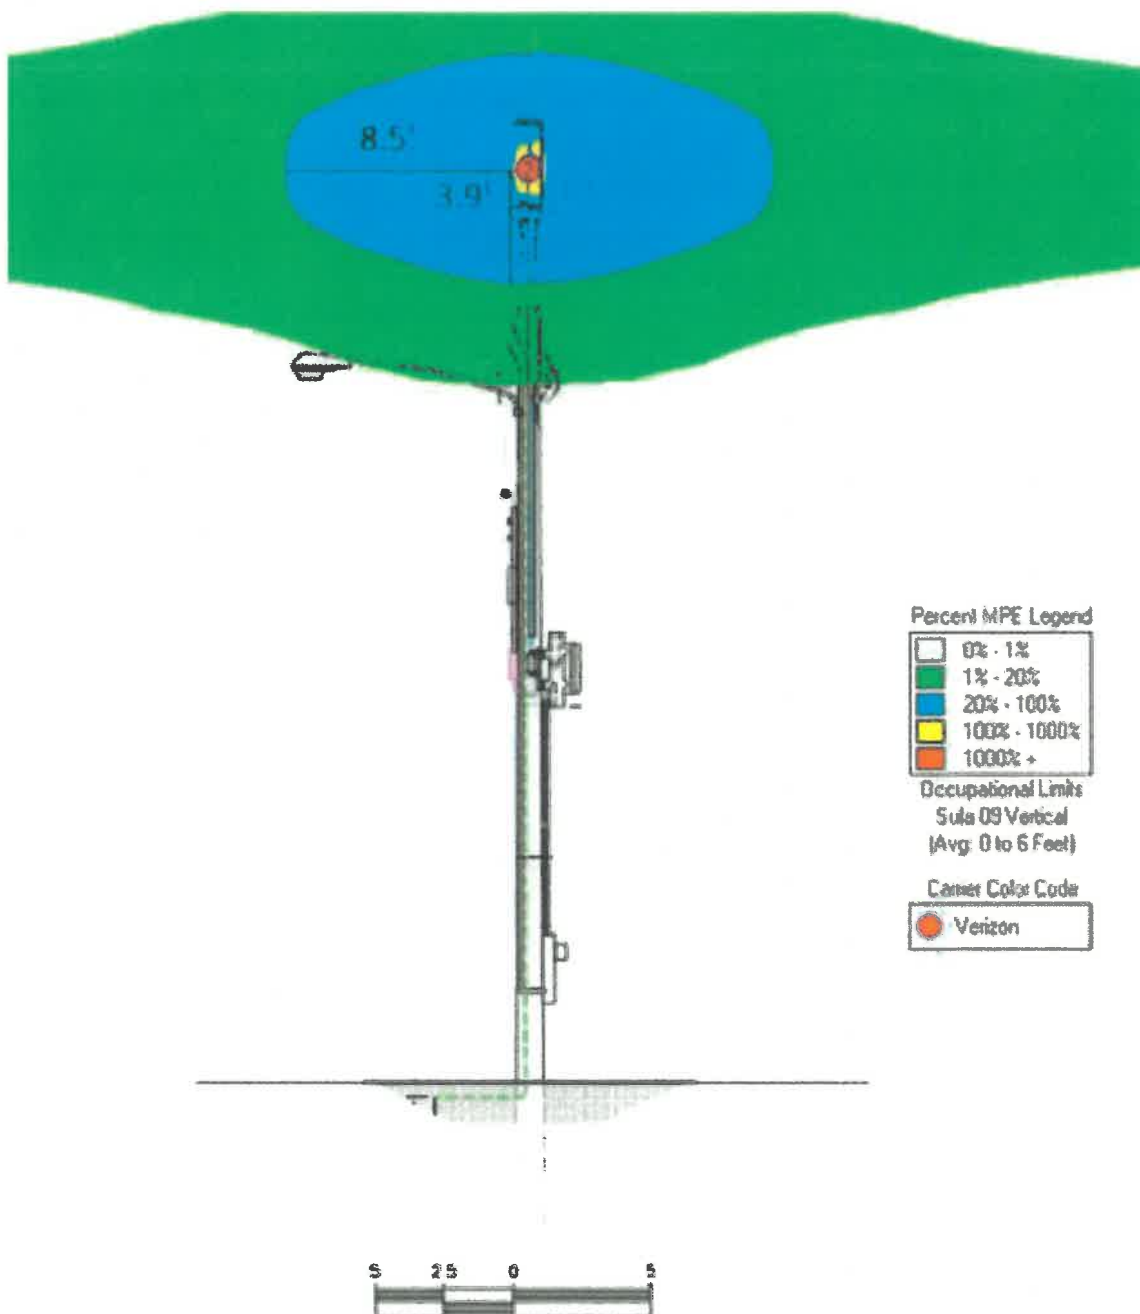 8.5'
3.9'
Percent MPE Legend
0% - 1%
1% - 20%
20% - 100%
100% - 1000%
1000% +
Occupational Limits
Sula 09 Vertical
(Avg: 0 to 6 Feet)
Carrier Color Code
Verizon
5 2.5 0 5